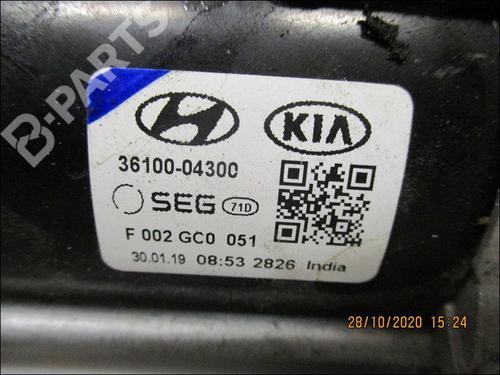 B-PARTS
KIA
36100-04300
SEG 71D
F 002 GC0 051
30.01.19 08:53 2826 India
28/10/2020 15:24